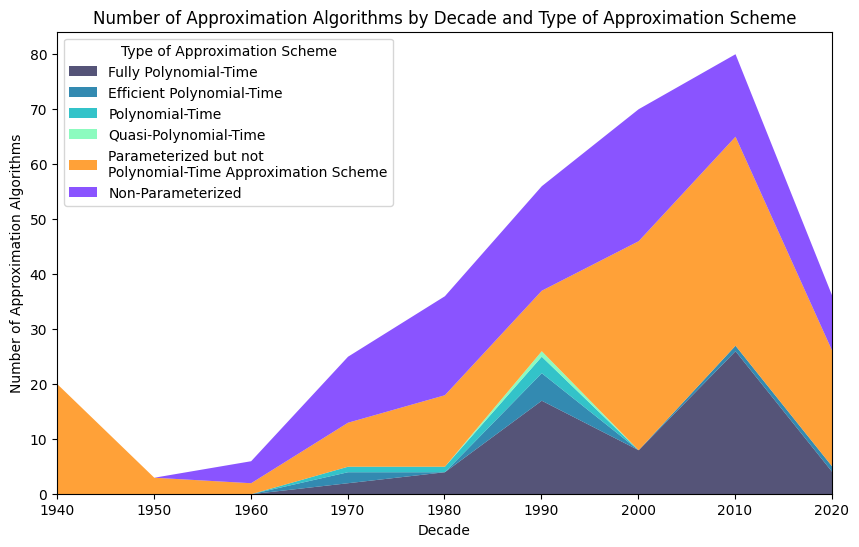 Number of Approximation Algorithms by Decade and Type of Approximation Scheme
Type of Approximation Scheme
Fully Polynomial-Time
Efficient Polynomial-Time
Polynomial-Time
Quasi-Polynomial-Time
Parameterized but not
Polynomial-Time Approximation Scheme
Non-Parameterized
Number of Approximation Algorithms
80
70
60
50
40
30
20
10
0
1940 1950 1960 1970 1980 1990 2000 2010 2020
Decade